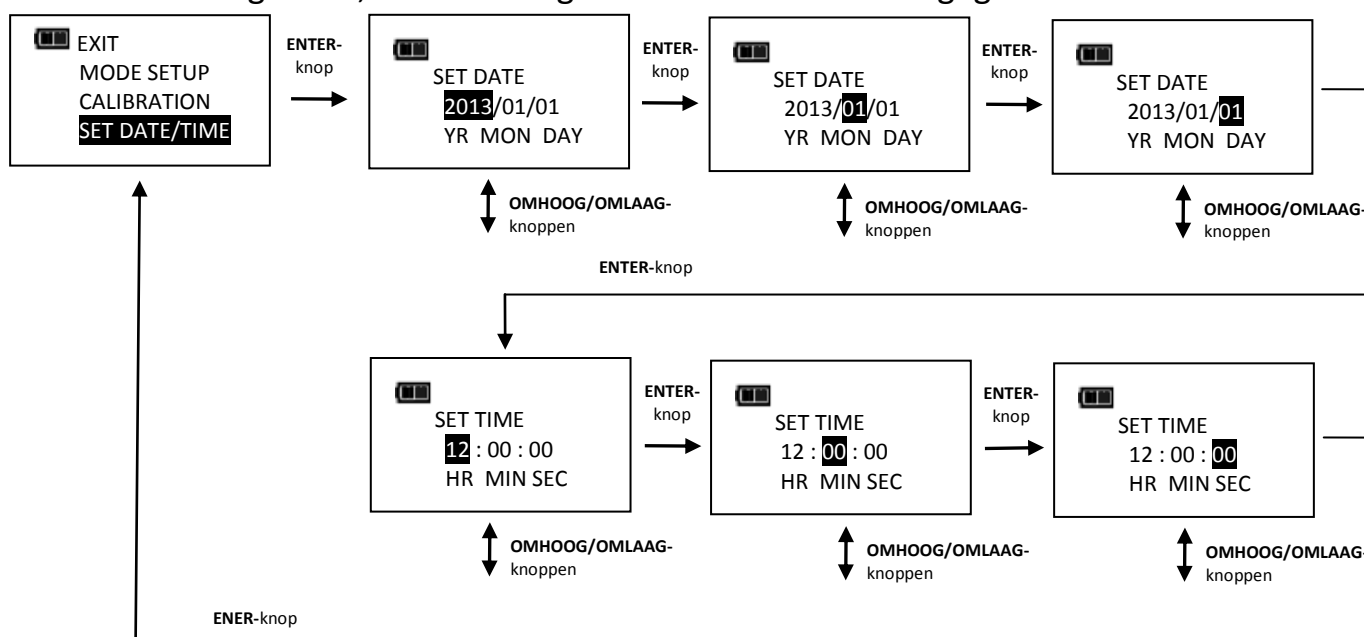 EXIT
MODE SETUP
CALIBRATION
SET DATE/TIME
ENTER-
knop
SET DATE
2013/01/01
YR MON DAY
ENTER-
knop
SET DATE
2013/01/01
YR MON DAY
ENTER-
knop
SET DATE
2013/01/01
YR MON DAY
OMHOOG/OMLAAG-
knoppen
OMHOOG/OMLAAG-
knoppen
OMHOOG/OMLAAG-
knoppen
ENTER-knop
SET TIME
12 : 00 : 00
HR MIN SEC
ENTER-
knop
SET TIME
12 : 00 : 00
HR MIN SEC
ENTER-
knop
SET TIME
12 : 00 : 00
HR MIN SEC
OMHOOG/OMLAAG-
knoppen
OMHOOG/OMLAAG-
knoppen
OMHOOG/OMLAAG-
knoppen
ENER-knop